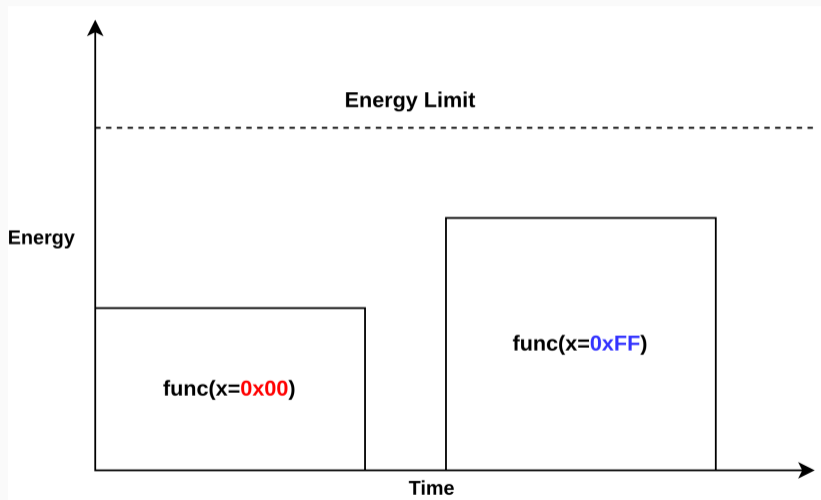 Energy Limit
Energy
func(x=0xFF)
func(x=0x00)
Time